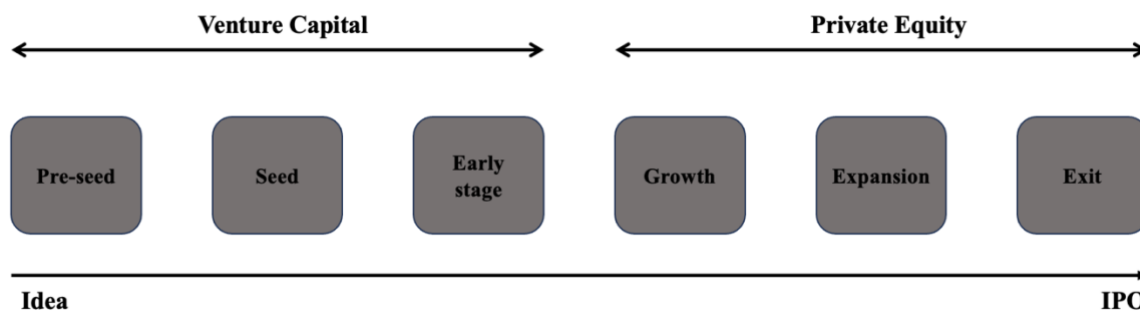 Venture Capital
Private Equity
Pre-seed
Seed
Early
stage
Growth
Expansion
Exit
Idea
IPO